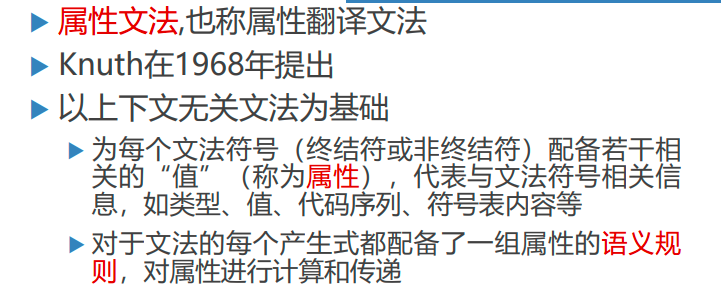 属性文法,也称属性翻译文法
Knuth在1968年提出
以上下文无关文法为基础
为每个文法符号（终结符或非终结符）配备若干相
关的“值”（称为属性），代表与文法符号相关信
息，如类型、值、代码序列、符号表内容等
对于文法的每个产生式都配备了一组属性的语义规
则，对属性进行计算和传递